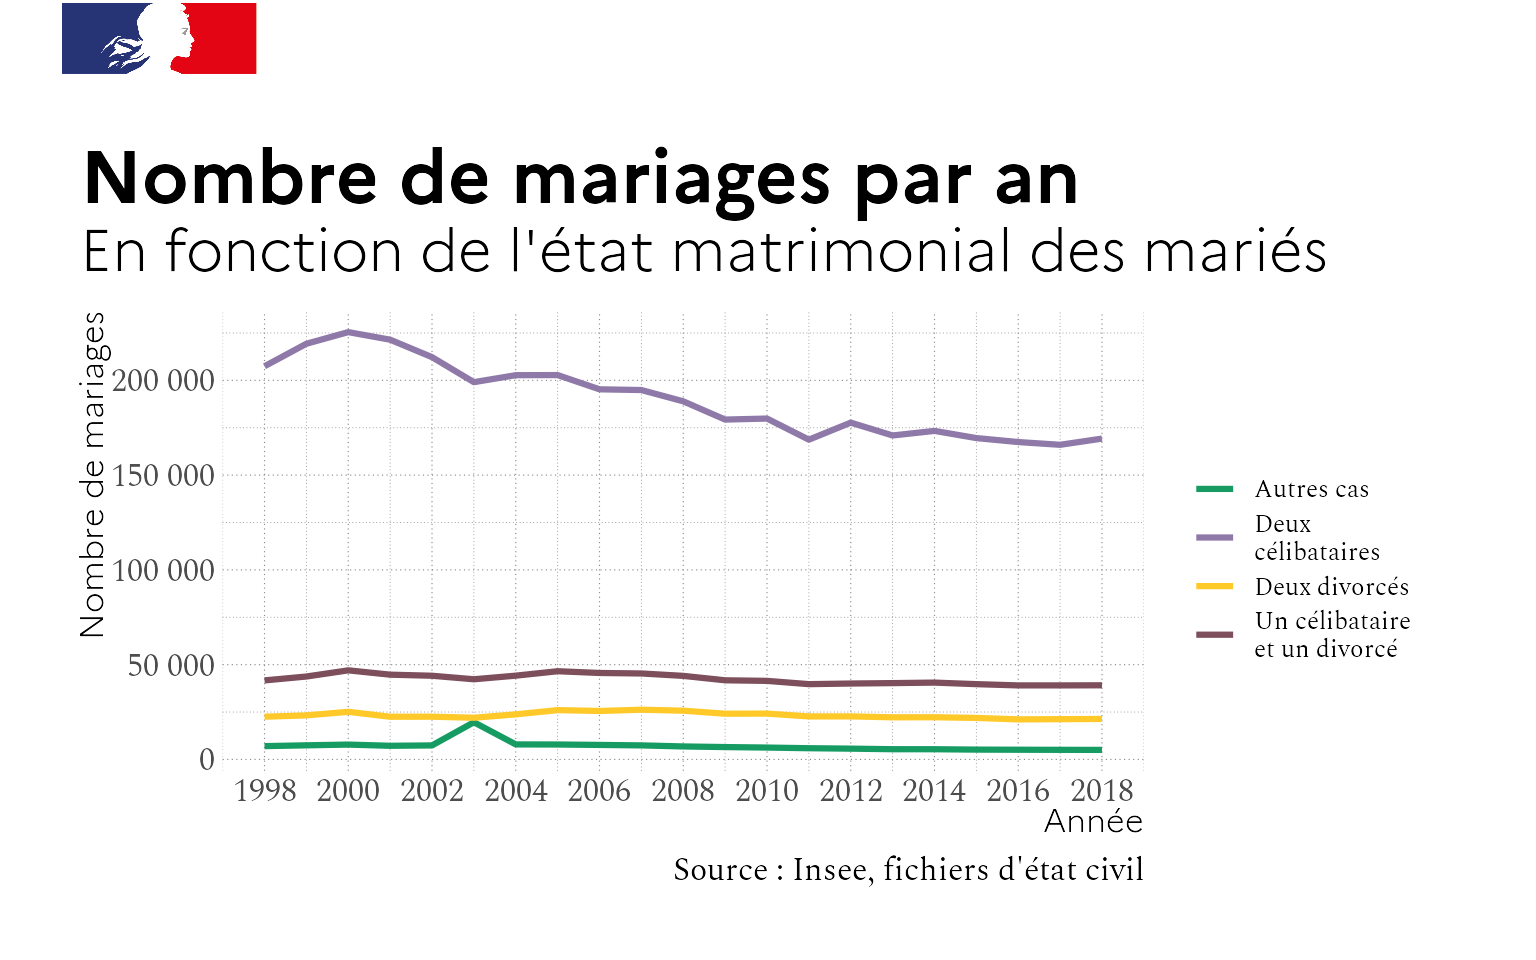 Nombre de mariages par an
En fonction de l'état matrimonial des mariés
Nombre de mariages
200 000
150 000
100 000
50 000
0
1998 2000 2002 2004 2006 2008 2010 2012 2014 2016 2018
Année
Autres cas
Deux
célibataires
Deux divorcés
Un célibataire
et un divorcé
Source : Insee, fichiers d'état civil